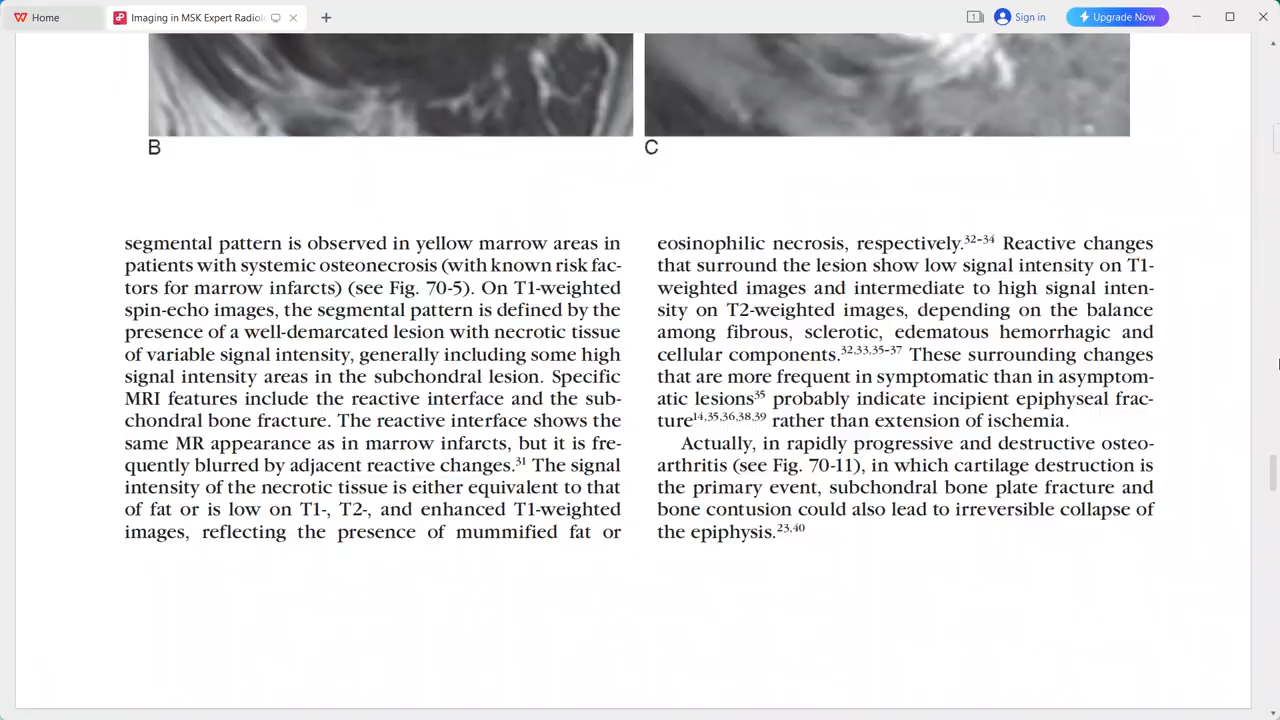 Home
Imaging in MSK Expert Radiolo
1
Sign in
Upgrade Now
B
C
segmental pattern is observed in yellow marrow areas in
patients with systemic osteonecrosis (with known risk fac-
tors for marrow infarcts) (see Fig. 70-5). On T1-weighted
spin-echo images, the segmental pattern is defined by the
presence of a well-demarcated lesion with necrotic tissue
of variable signal intensity, generally including some high
signal intensity areas in the subchondral lesion. Specific
MRI features include the reactive interface and the sub-
chondral bone fracture. The reactive interface shows the
same MR appearance as in marrow infarcts, but it is fre-
quently blurred by adjacent reactive changes.31 The signal
intensity of the necrotic tissue is either equivalent to that
of fat or is low on T1-, T2-, and enhanced T1-weighted
images, reflecting the presence of mummified fat or
eosinophilic necrosis, respectively.32-34 Reactive changes
that surround the lesion show low signal intensity on T1-
weighted images and intermediate to high signal inten-
sity on T2-weighted images, depending on the balance
among fibrous, sclerotic, edematous hemorrhagic and
cellular components.32,33,35-37 These surrounding changes
that are more frequent in symptomatic than in asymptom-
atic lesions35 probably indicate incipient epiphyseal frac-
ture14,35,36,38,39 rather than extension of ischemia.
Actually, in rapidly progressive and destructive osteo-
arthritis (see Fig. 70-11), in which cartilage destruction is
the primary event, subchondral bone plate fracture and
bone contusion could also lead to irreversible collapse of
the epiphysis.23,40